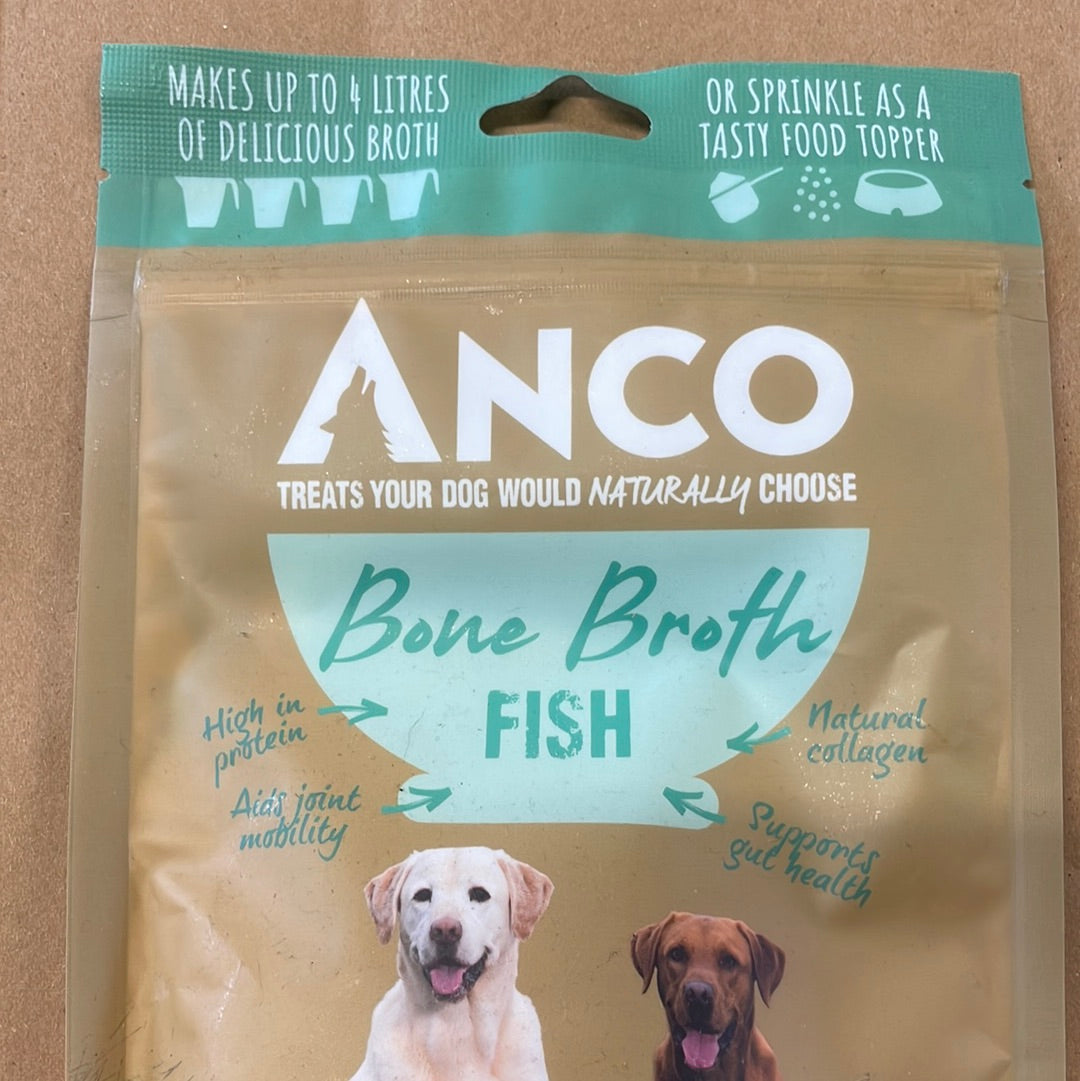 MAKES UP TO 4 LITRES
OF DELICIOUS BROTH
OR SPRINKLE AS A
TASTY FOOD TOPPER
ANCO
TREATS YOUR DOG WOULD NATURALLY CHOOSE
Bone Broth
FISH
High in
protein
Natural
collagen
Aids joint
mobility
Supports
gut health